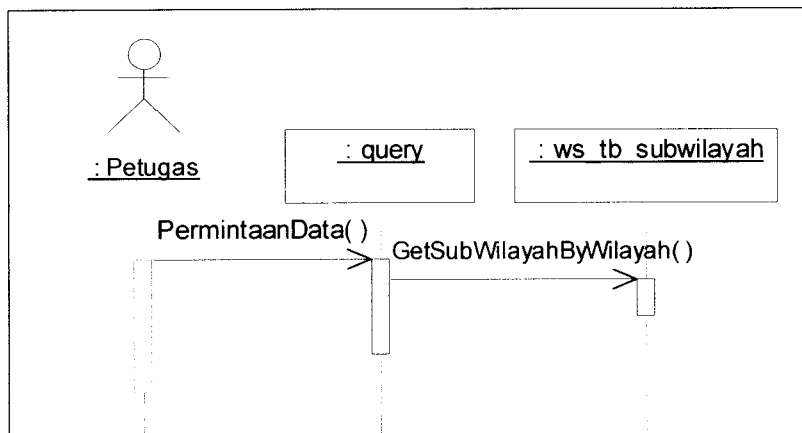 : Petugas
: query
: ws_tb_subwilayah
PermintaanData( )
GetSubWilayahByWilayah( )